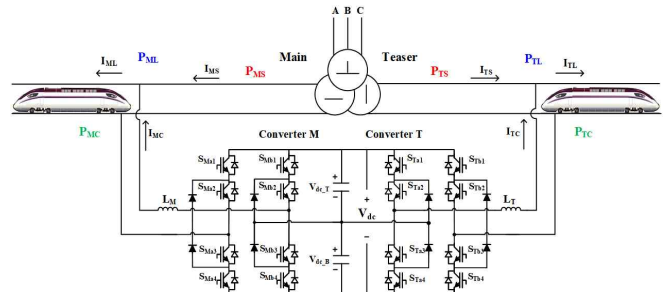 A B C
I_ML P_ML I_MS P_MS Main Teaser P_TS I_TS P_TL I_TL
P_MC I_MC I_TC P_TC
Converter M Converter T
S_Ma1 S_Mb1 S_Ta1 S_Tb1
S_Ma2 S_Mb2 + V_dc_T − S_Ta2 S_Tb2
L_M + V_dc − L_T
S_Ma3 S_Mb3 + V_dc_B − S_Ta3 S_Tb3
S_Ma4 S_Mb4 S_Ta4 S_Tb4